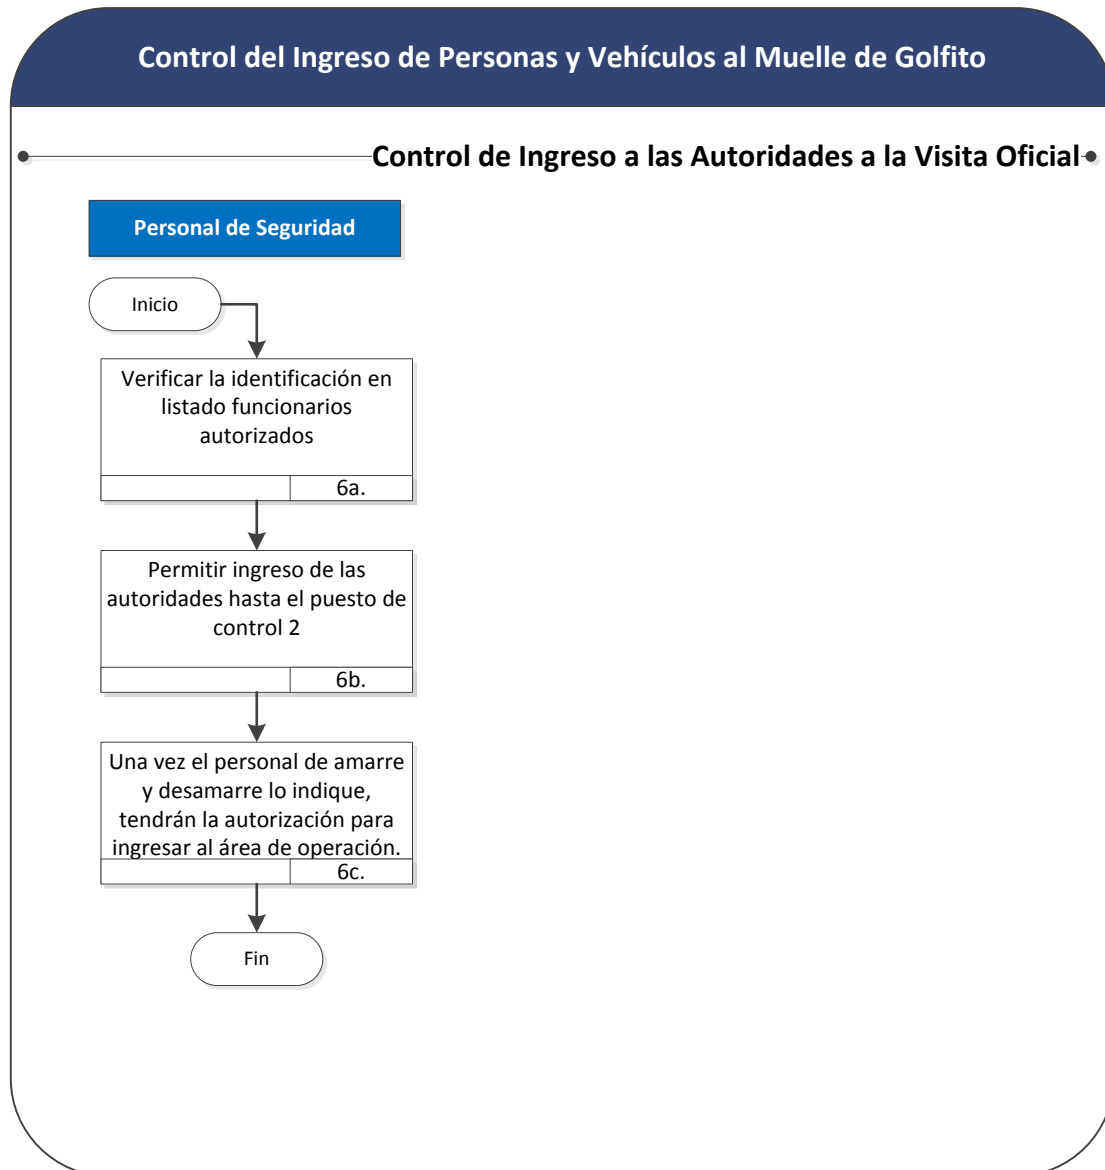 Control del Ingreso de Personas y Vehículos al Muelle de Golfito
Control de Ingreso a las Autoridades a la Visita Oficial
Personal de Seguridad
Inicio
Verificar la identificación en
listado funcionarios
autorizados
6a.
Permitir ingreso de las
autoridades hasta el puesto de
control 2
6b.
Una vez el personal de amarre
y desamarre lo indique,
tendrán la autorización para
ingresar al área de operación.
6c.
Fin